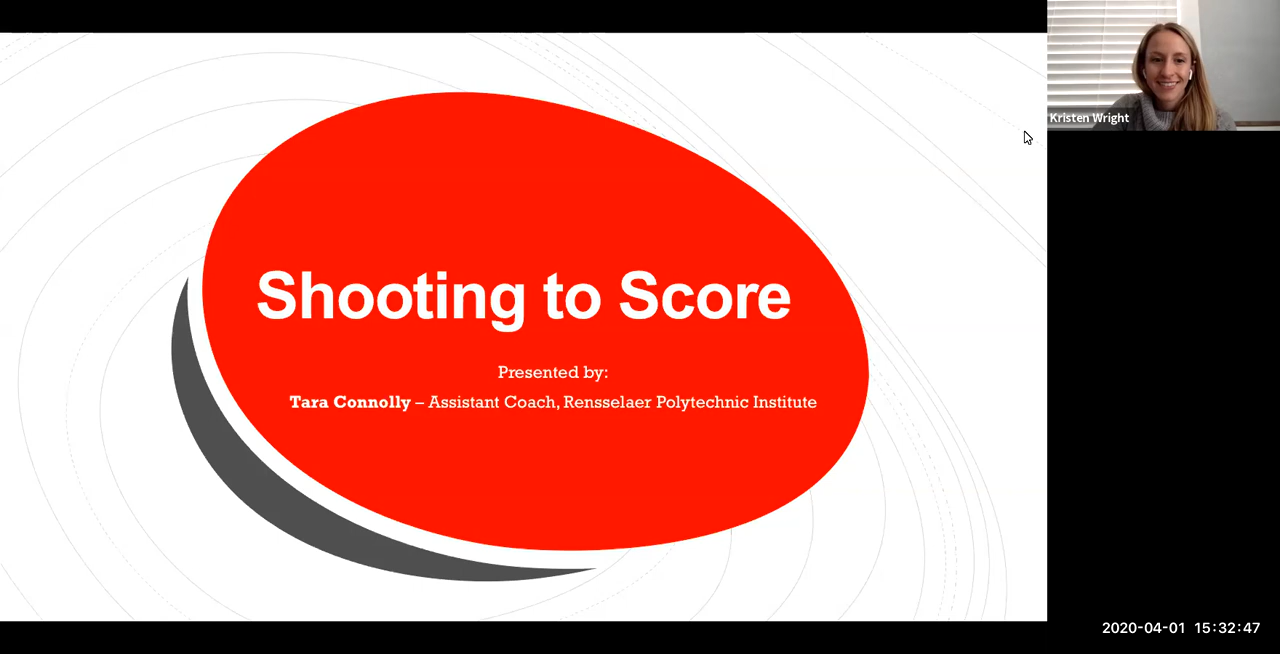 Kristen Wright
Shooting to Score
Presented by:
Tara Connolly – Assistant Coach, Rensselaer Polytechnic Institute
2020-04-01 15:32:47